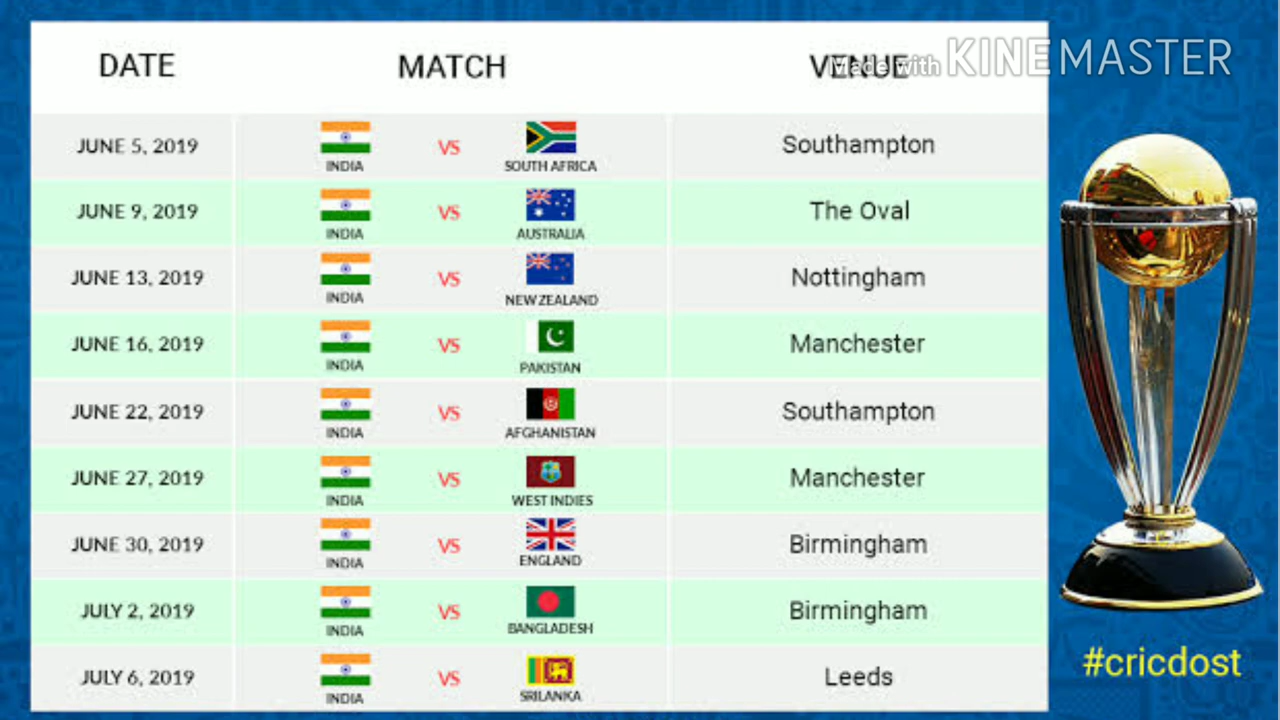 DATE MATCH VENUE
Made with KINEMASTER
JUNE 5, 2019 INDIA VS SOUTH AFRICA Southampton
JUNE 9, 2019 INDIA VS AUSTRALIA The Oval
JUNE 13, 2019 INDIA VS NEW ZEALAND Nottingham
JUNE 16, 2019 INDIA VS PAKISTAN Manchester
JUNE 22, 2019 INDIA VS AFGHANISTAN Southampton
JUNE 27, 2019 INDIA VS WEST INDIES Manchester
JUNE 30, 2019 INDIA VS ENGLAND Birmingham
JULY 2, 2019 INDIA VS BANGLADESH Birmingham
JULY 6, 2019 INDIA VS SRILANKA Leeds
#cricdost